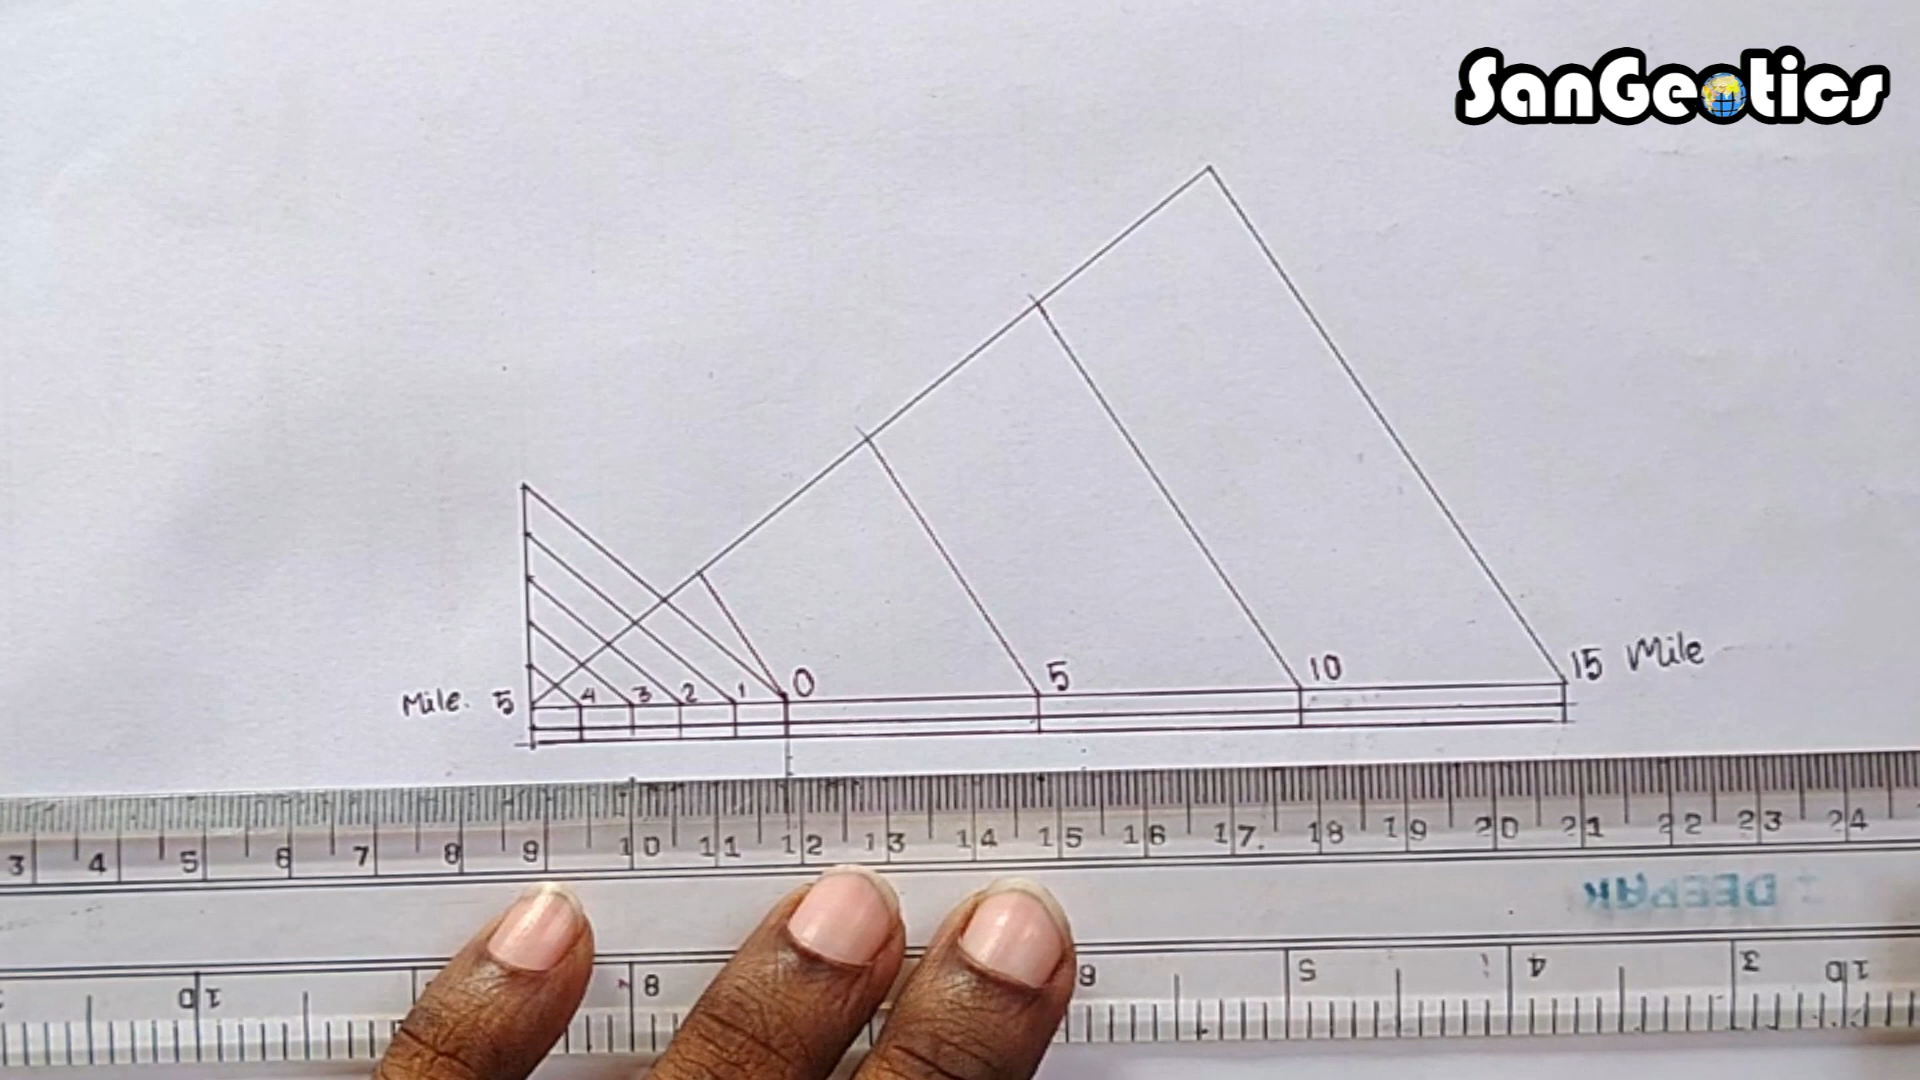 SanGeotics
Mile. 5 4 3 2 1 0 5 10 15 Mile
3 4 5 6 7 8 9 10 11 12 13 14 15 16 17. 18 19 20 21 22 23 24
DEEPAK
10 8 6 5 4 3 10